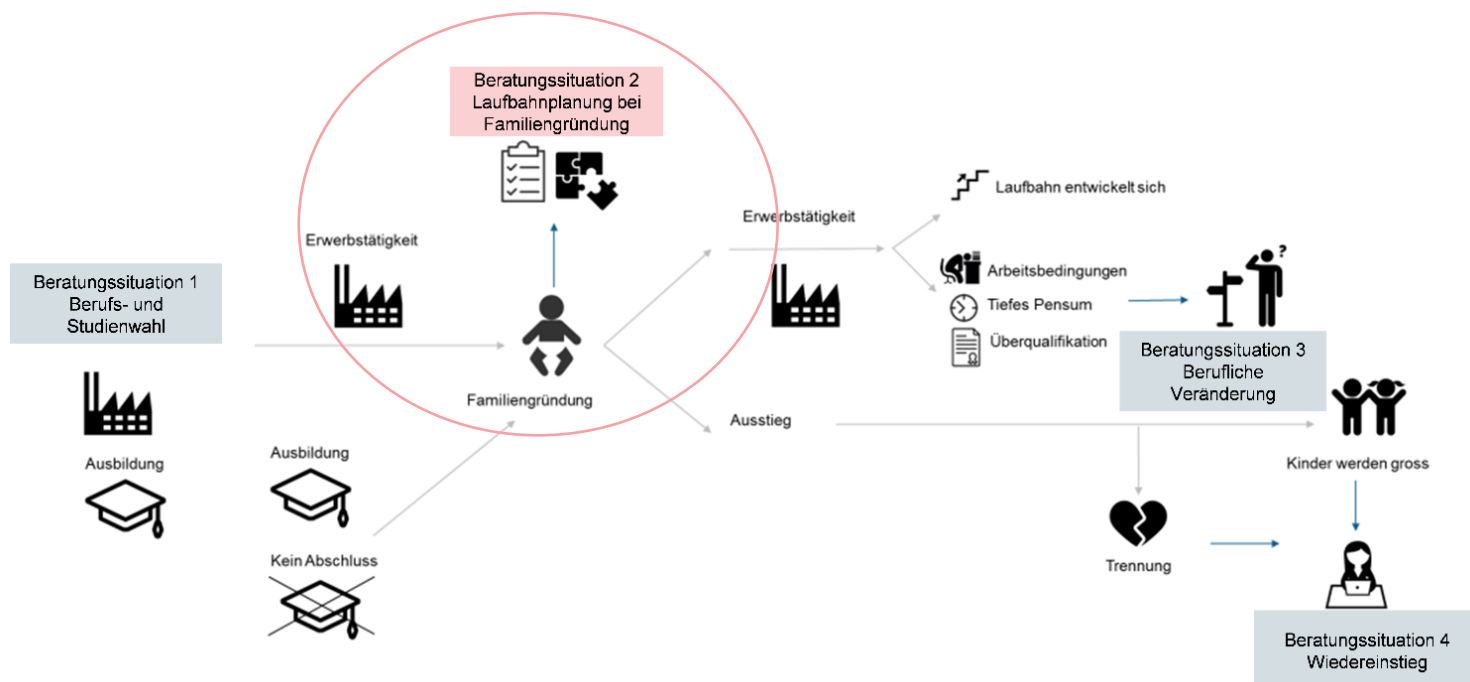 Beratungssituation 1
Berufs- und
Studienwahl
Ausbildung
Erwerbstätigkeit
Ausbildung
Kein Abschluss
Beratungssituation 2
Laufbahnplanung bei
Familiengründung
Familiengründung
Erwerbstätigkeit
Ausstieg
Laufbahn entwickelt sich
Arbeitsbedingungen
Tiefes Pensum
Überqualifikation
?
Beratungssituation 3
Berufliche
Veränderung
Kinder werden gross
Trennung
Beratungssituation 4
Wiedereinstieg